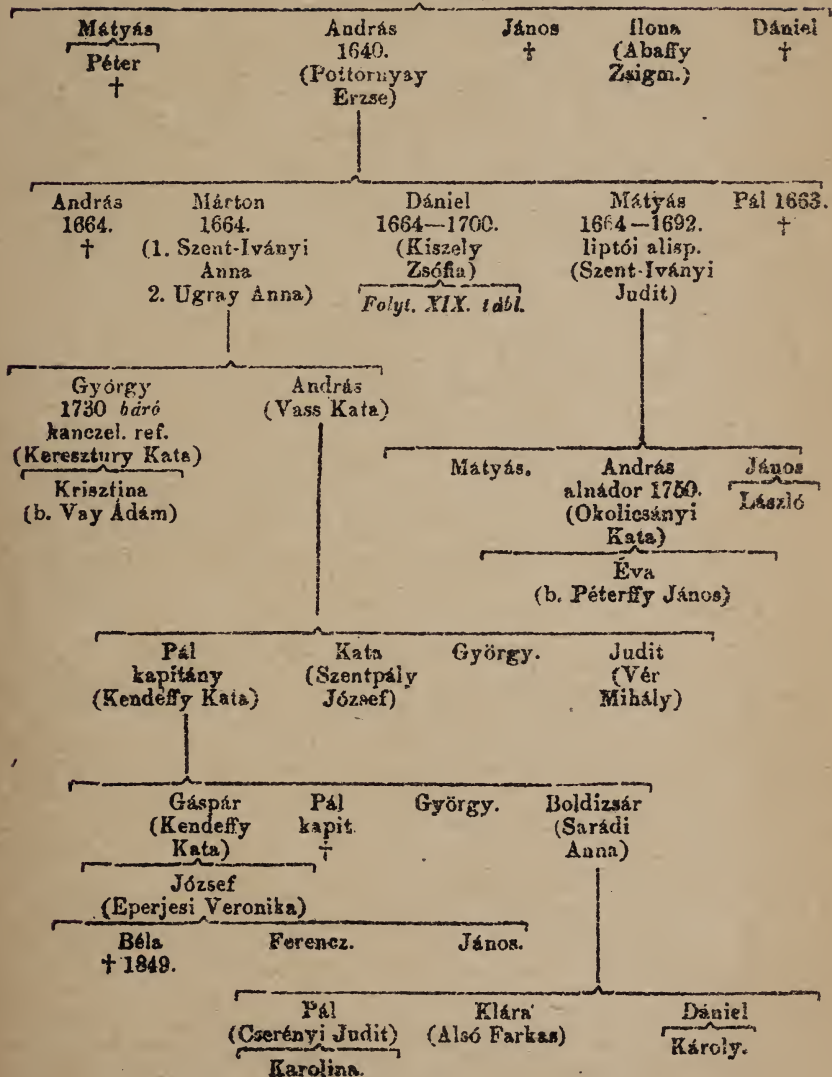 Mátyás András János Ilona Dániel
Péter 1640. † (Abaffy †
† (Pottornyay Zsigm.)
Erzse)
András Márton Dániel Mátyás Pál 1663.
1664. 1664. 1664—1700. 1664—1692. †
† (1. Szent-Iványi (Kiszely liptói alisp.
Anna Zsófia) (Szent-Iványi
2. Ugray Anna) Folyt. XIX. tábl. Judit)
György András
1730 báró (Vass Kata)
kanczel. ref.
(Keresztury Kata)
Krisztina
(b. Vay Ádám)
Mátyás. András János
alnádor 1750. László
(Okolicsányi
Kata)
Éva
(b. Péterffy János)
Pál Kata György. Judit
kapitány (Szentpály (Vér
(Kendeffy Kata) József) Mihály)
Gáspár Pál György. Boldizsár
(Kendeffy kapit. (Sarádi
Kata) † Anna)
József
(Eperjesi Veronika)
Béla Ferencz. János.
† 1849.
Pál Klára Dániel
(Cserényi Judit) (Alsó Farkas) Károly.
Karolina.